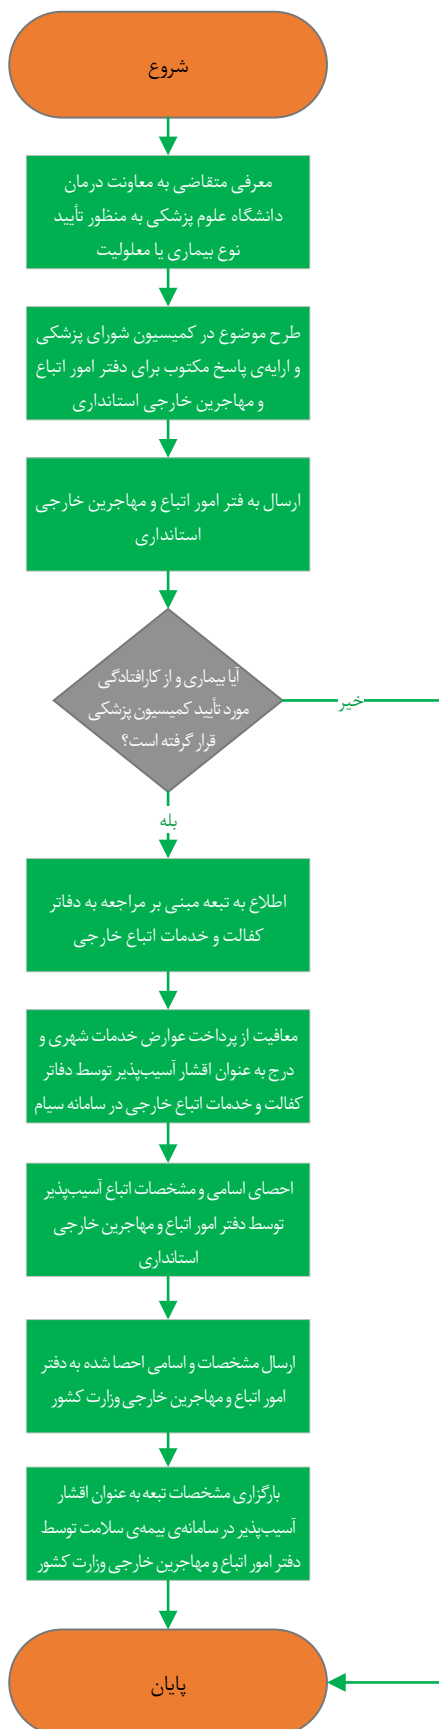 شروع
معرفی متقاضی به معاونت درمان
دانشگاه علوم پزشکی به منظور تأیید
نوع بیماری یا معلولیت
طرح موضوع در کمیسیون شورای پزشکی
و ارایه‌ی پاسخ مکتوب برای دفتر امور اتباع
و مهاجرین خارجی استانداری
ارسال به فتر امور اتباع و مهاجرین خارجی
استانداری
آیا بیماری و از کارافتادگی
مورد تأیید کمیسیون پزشکی
قرار گرفته است؟
خیر
بله
اطلاع به تبعه مبنی بر مراجعه به دفاتر
کفالت و خدمات اتباع خارجی
معافیت از پرداخت عوارض خدمات شهری و
درج به عنوان اقشار آسیب‌پذیر توسط دفاتر
کفالت و خدمات اتباع خارجی در سامانه سیام
احصای اسامی و مشخصات اتباع آسیب‌پذیر
توسط دفتر امور اتباع و مهاجرین خارجی
استانداری
ارسال مشخصات و اسامی احصا شده به دفتر
امور اتباع و مهاجرین خارجی وزارت کشور
بارگزاری مشخصات تبعه به عنوان اقشار
آسیب‌پذیر در سامانه‌ی بیمه‌ی سلامت توسط
دفتر امور اتباع و مهاجرین خارجی وزارت کشور
پایان